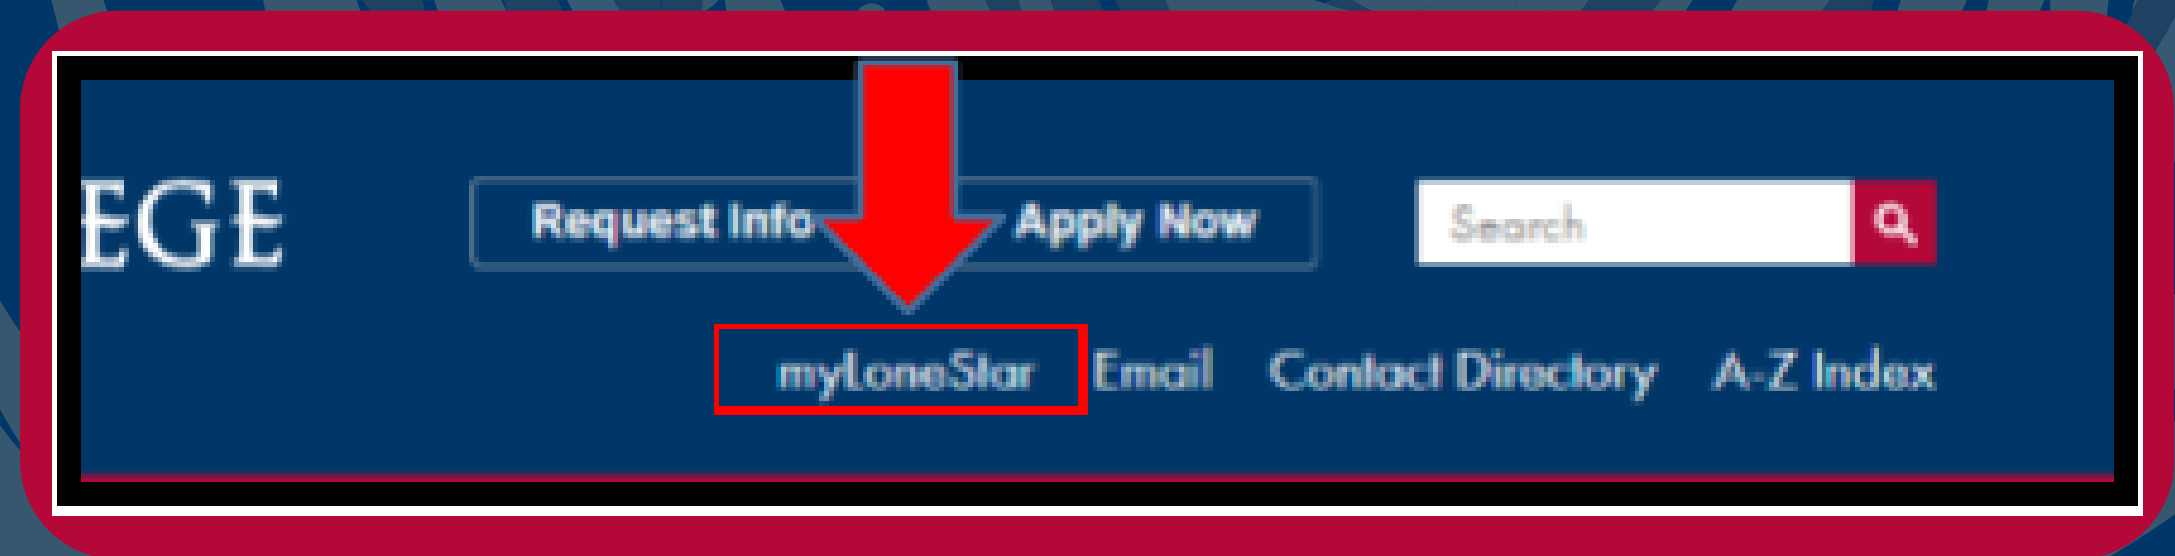 EGE
Request Info Apply Now Search
myLoneStar Email Contact Directory A-Z Index